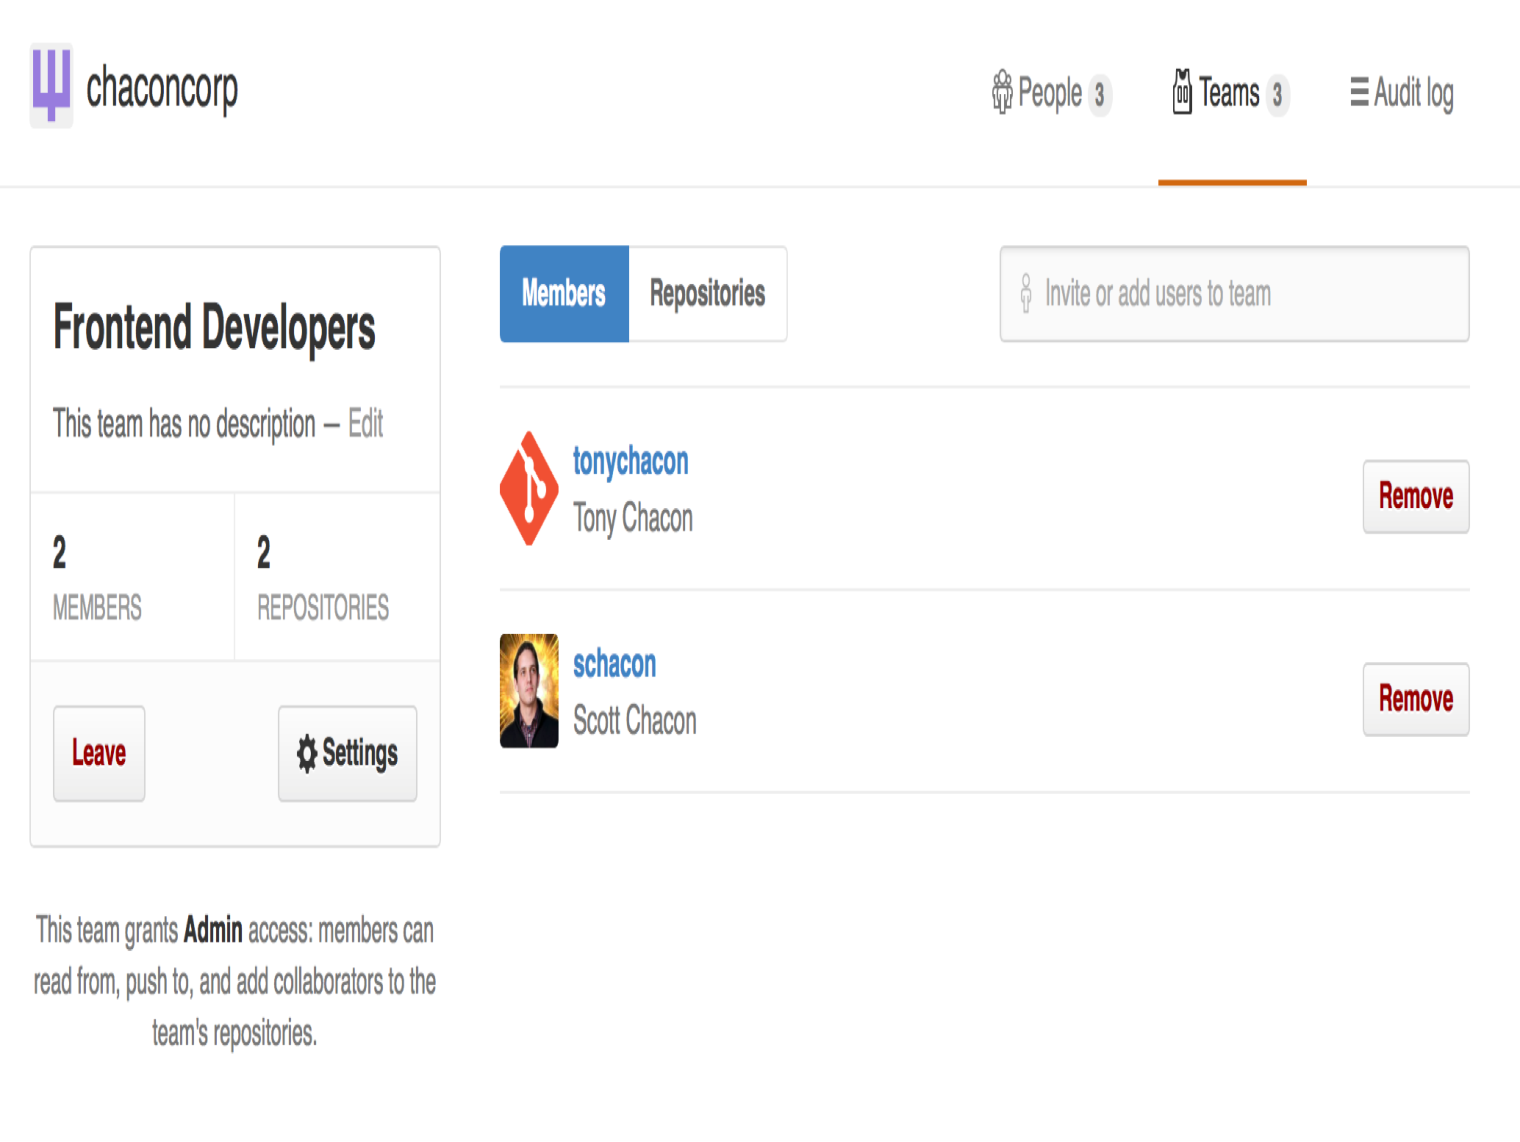 chaconcorp
People 3
Teams 3
Audit log
Frontend Developers
This team has no description — Edit
2
MEMBERS
2
REPOSITORIES
Leave
Settings
This team grants Admin access: members can
read from, push to, and add collaborators to the
team's repositories.
Members
Repositories
Invite or add users to team
tonychacon
Tony Chacon
Remove
schacon
Scott Chacon
Remove